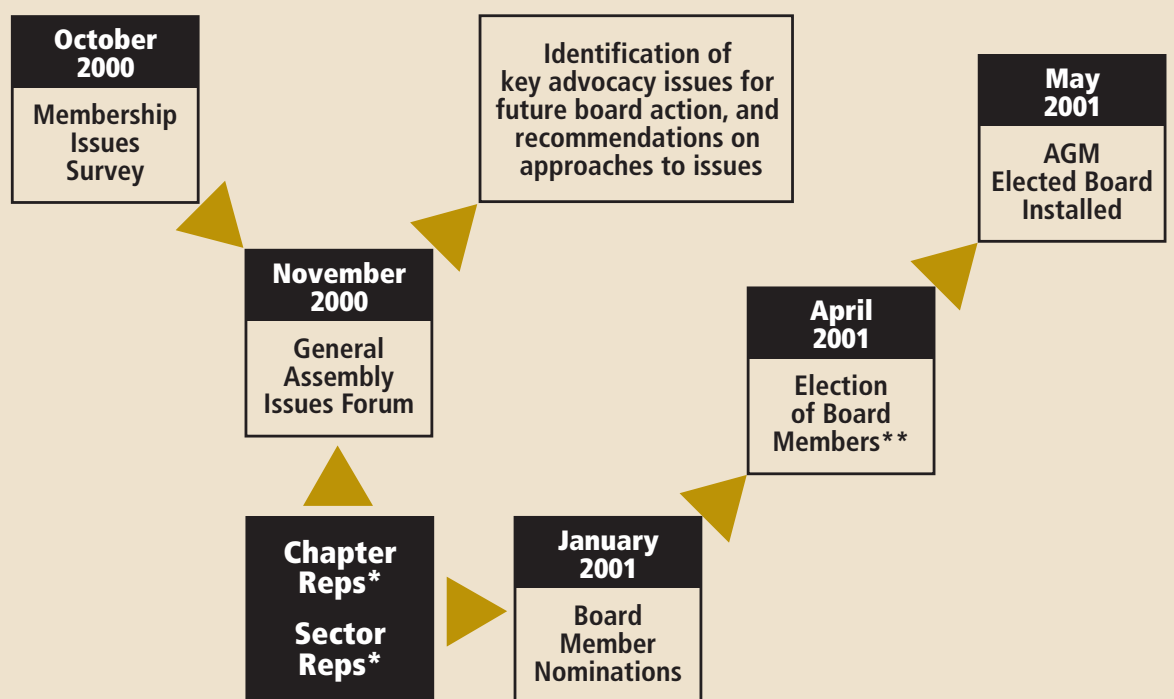 October
2000
Membership
Issues
Survey
Identification of
key advocacy issues for
future board action, and
recommendations on
approaches to issues
May
2001
AGM
Elected Board
Installed
November
2000
General
Assembly
Issues Forum
April
2001
Election
of Board
Members**
Chapter
Reps*
Sector
Reps*
January
2001
Board
Member
Nominations